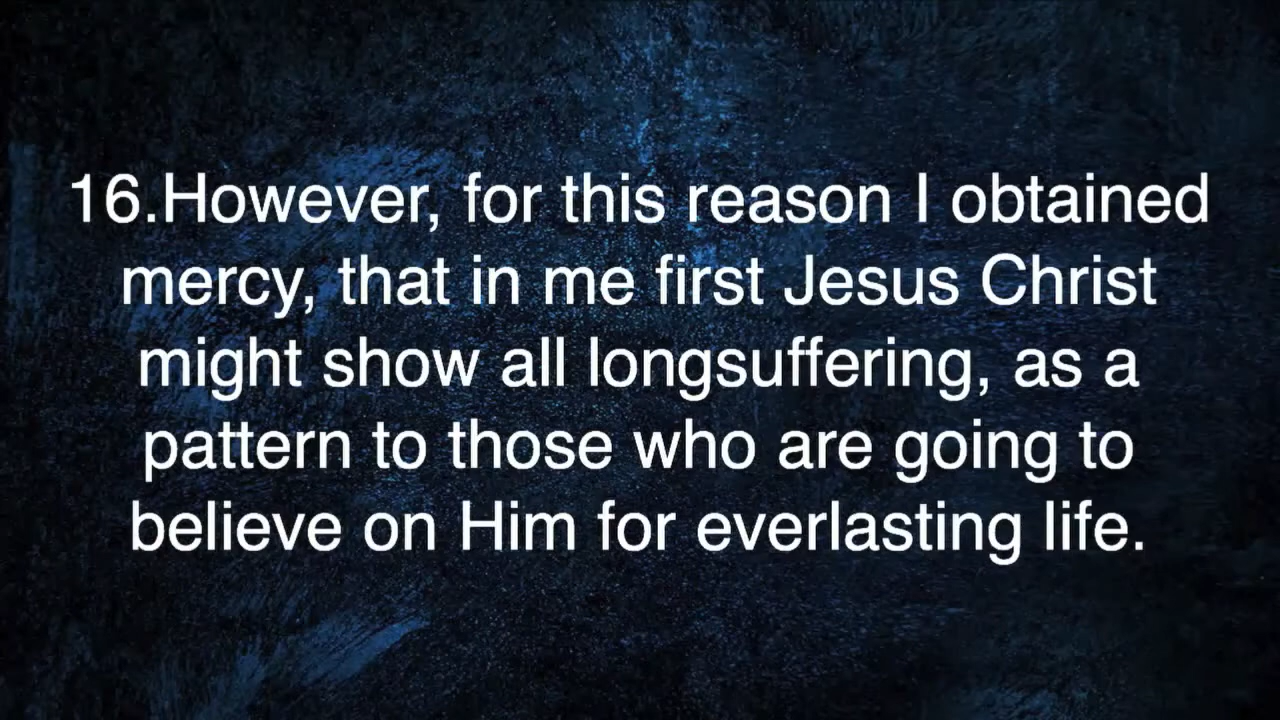 16.However, for this reason I obtained
mercy, that in me first Jesus Christ
might show all longsuffering, as a
pattern to those who are going to
believe on Him for everlasting life.